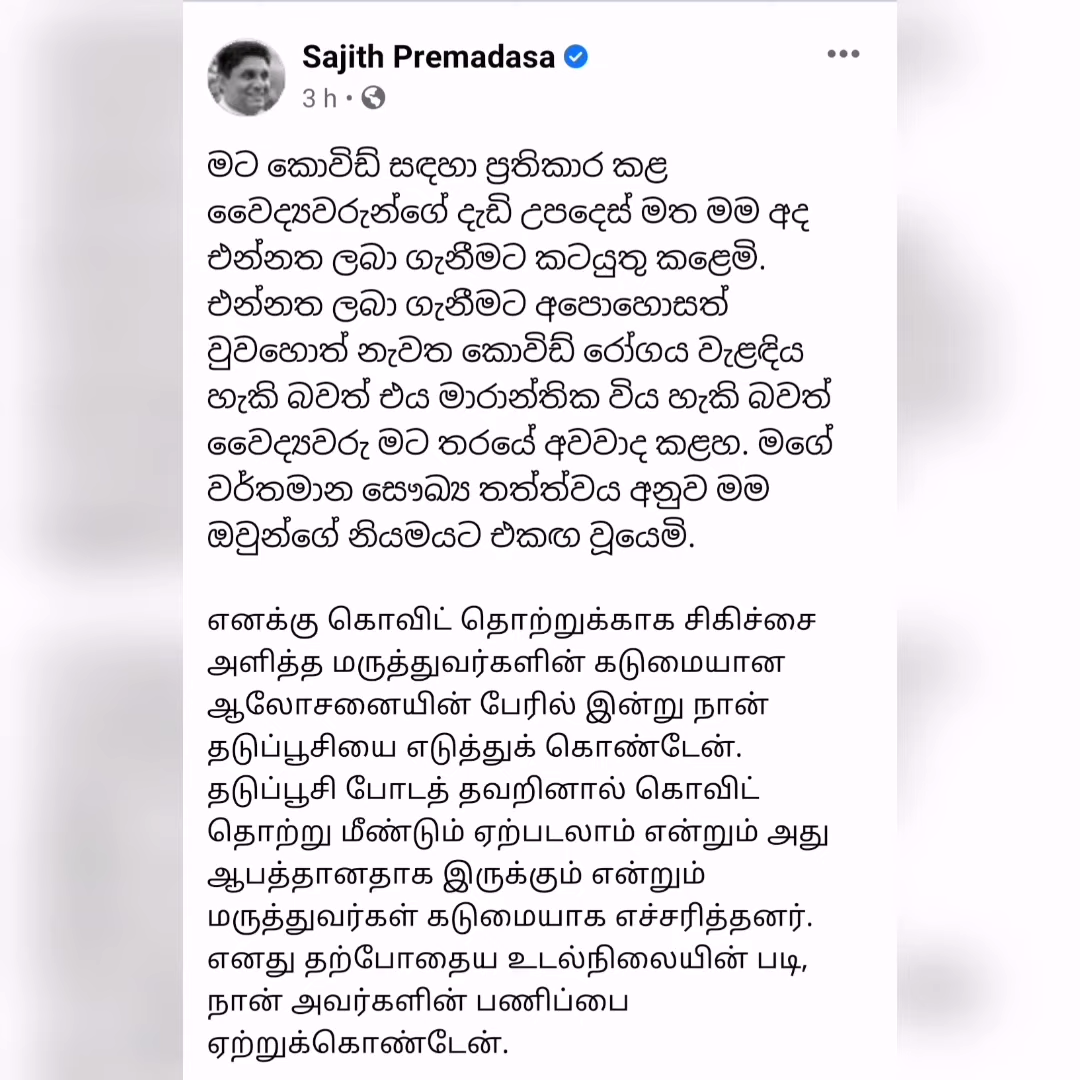 Sajith Premadasa
3 h •
මට කොවිඩ් සඳහා ප්‍රතිකාර කළ
වෛද්‍යවරුන්ගේ දැඩි උපදෙස් මත මම අද
එන්නත ලබා ගැනීමට කටයුතු කළෙමි.
එන්නත ලබා ගැනීමට අපොහොසත්
වුවහොත් නැවත කොවිඩ් රෝගය වැළඳිය
හැකි බවත් එය මාරාන්තික විය හැකි බවත්
වෛද්‍යවරු මට තරයේ අවවාද කළහ. මගේ
වර්තමාන සෞඛ්‍ය තත්ත්වය අනුව මම
ඔවුන්ගේ නියමයට එකඟ වූයෙමි.
எனக்கு கொவிட் தொற்றுக்காக சிகிச்சை
அளித்த மருத்துவர்களின் கடுமையான
ஆலோசனையின் பேரில் இன்று நான்
தடுப்பூசியை எடுத்துக் கொண்டேன்.
தடுப்பூசி போடத் தவறினால் கொவிட்
தொற்று மீண்டும் ஏற்படலாம் என்றும் அது
ஆபத்தானதாக இருக்கும் என்றும்
மருத்துவர்கள் கடுமையாக எச்சரித்தனர்.
எனது தற்போதைய உடல்நிலையின் படி,
நான் அவர்களின் பணிப்பை
ஏற்றுக்கொண்டேன்.